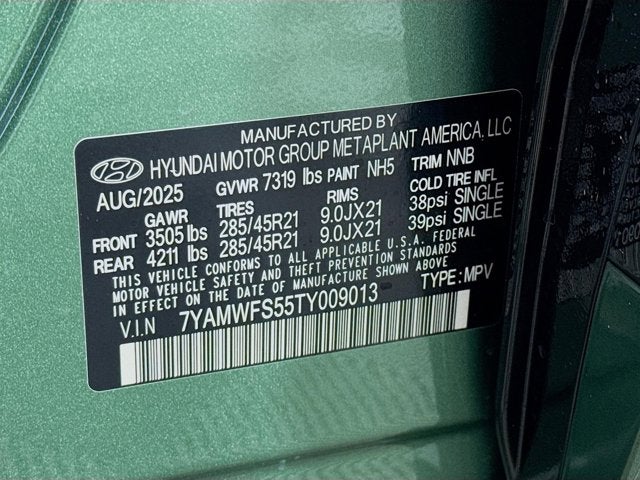 MANUFACTURED BY
HYUNDAI MOTOR GROUP METAPLANT AMERICA, LLC
AUG/2025 GVWR 7319 lbs PAINT NH5 TRIM NNB
GAWR TIRES RIMS COLD TIRE INFL
FRONT 3505 lbs 285/45R21 9.0JX21 38psi SINGLE
REAR 4211 lbs 285/45R21 9.0JX21 39psi SINGLE
THIS VEHICLE CONFORMS TO ALL APPLICABLE U.S.A. FEDERAL
MOTOR VEHICLE SAFETY AND THEFT PREVENTION STANDARDS
IN EFFECT ON THE DATE OF MANUFACTURE SHOWN ABOVE.
V.I.N 7YAMWFS55TY009013 TYPE: MPV